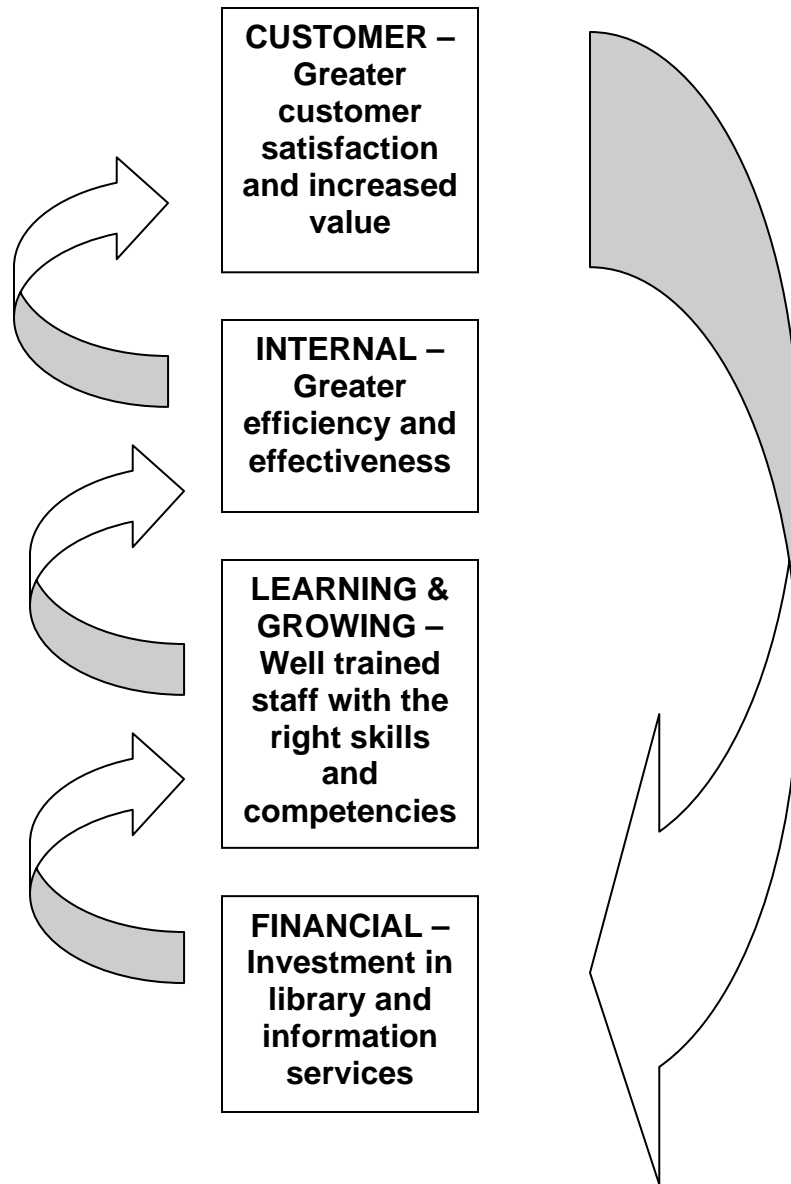 CUSTOMER –
Greater
customer
satisfaction
and increased
value
INTERNAL –
Greater
efficiency and
effectiveness
LEARNING &
GROWING –
Well trained
staff with the
right skills
and
competencies
FINANCIAL –
Investment in
library and
information
services